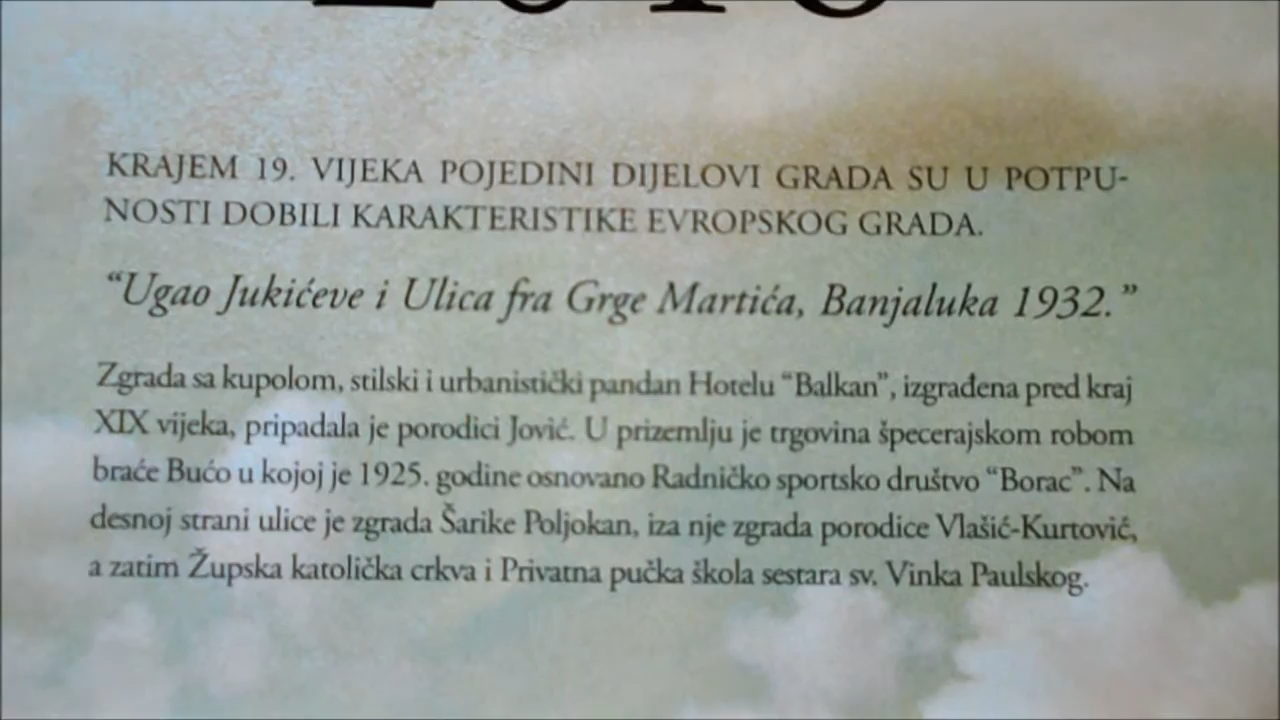 KRAJEM 19. VIJEKA POJEDINI DIJELOVI GRADA SU U POTPU-
NOSTI DOBILI KARAKTERISTIKE EVROPSKOG GRADA.
“Ugao Jukićeve i Ulica fra Grge Martića, Banjaluka 1932.”
Zgrada sa kupolom, stilski i urbanistički pandan Hotelu “Balkan”, izgrađena pred kraj
XIX vijeka, pripadala je porodici Jović. U prizemlju je trgovina špecerajskom robom
braće Bućo u kojoj je 1925. godine osnovano Radničko sportsko društvo “Borac”. Na
desnoj strani ulice je zgrada Šarike Poljokan, iza nje zgrada porodice Vlašić-Kurtović,
a zatim Župska katolička crkva i Privatna pučka škola sestara sv. Vinka Paulskog.